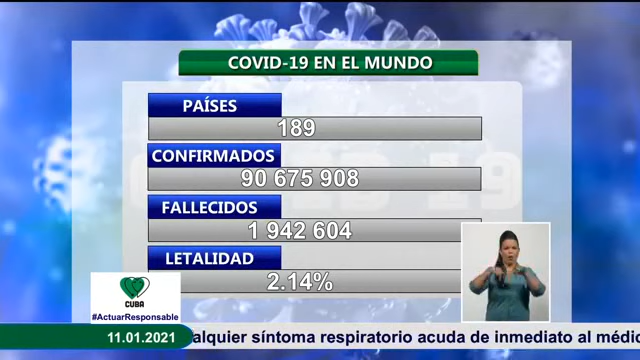 COVID-19 EN EL MUNDO
PAÍSES
189
CONFIRMADOS
90 675 908
FALLECIDOS
1 942 604
LETALIDAD
2.14%
CUBA
#ActuarResponsable
11.01.2021
alquier síntoma respiratorio acuda de inmediato al médic